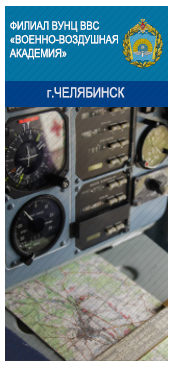 ФИЛИАЛ ВУНЦ ВВС
«ВОЕННО-ВОЗДУШНАЯ
АКАДЕМИЯ»
г.ЧЕЛЯБИНСК